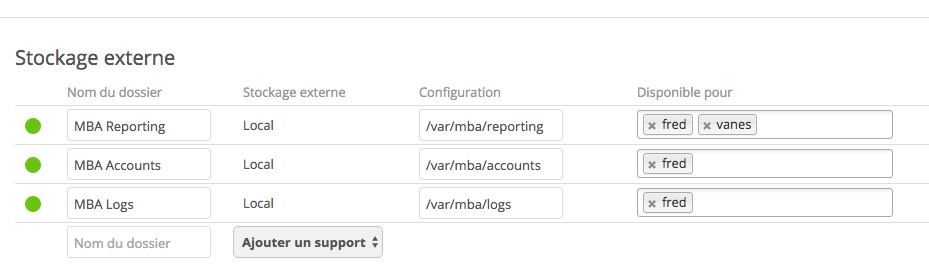 Stockage externe
Nom du dossier Stockage externe Configuration Disponible pour
MBA Reporting Local /var/mba/reporting × fred × vanes
MBA Accounts Local /var/mba/accounts × fred
MBA Logs Local /var/mba/logs × fred
Nom du dossier Ajouter un support